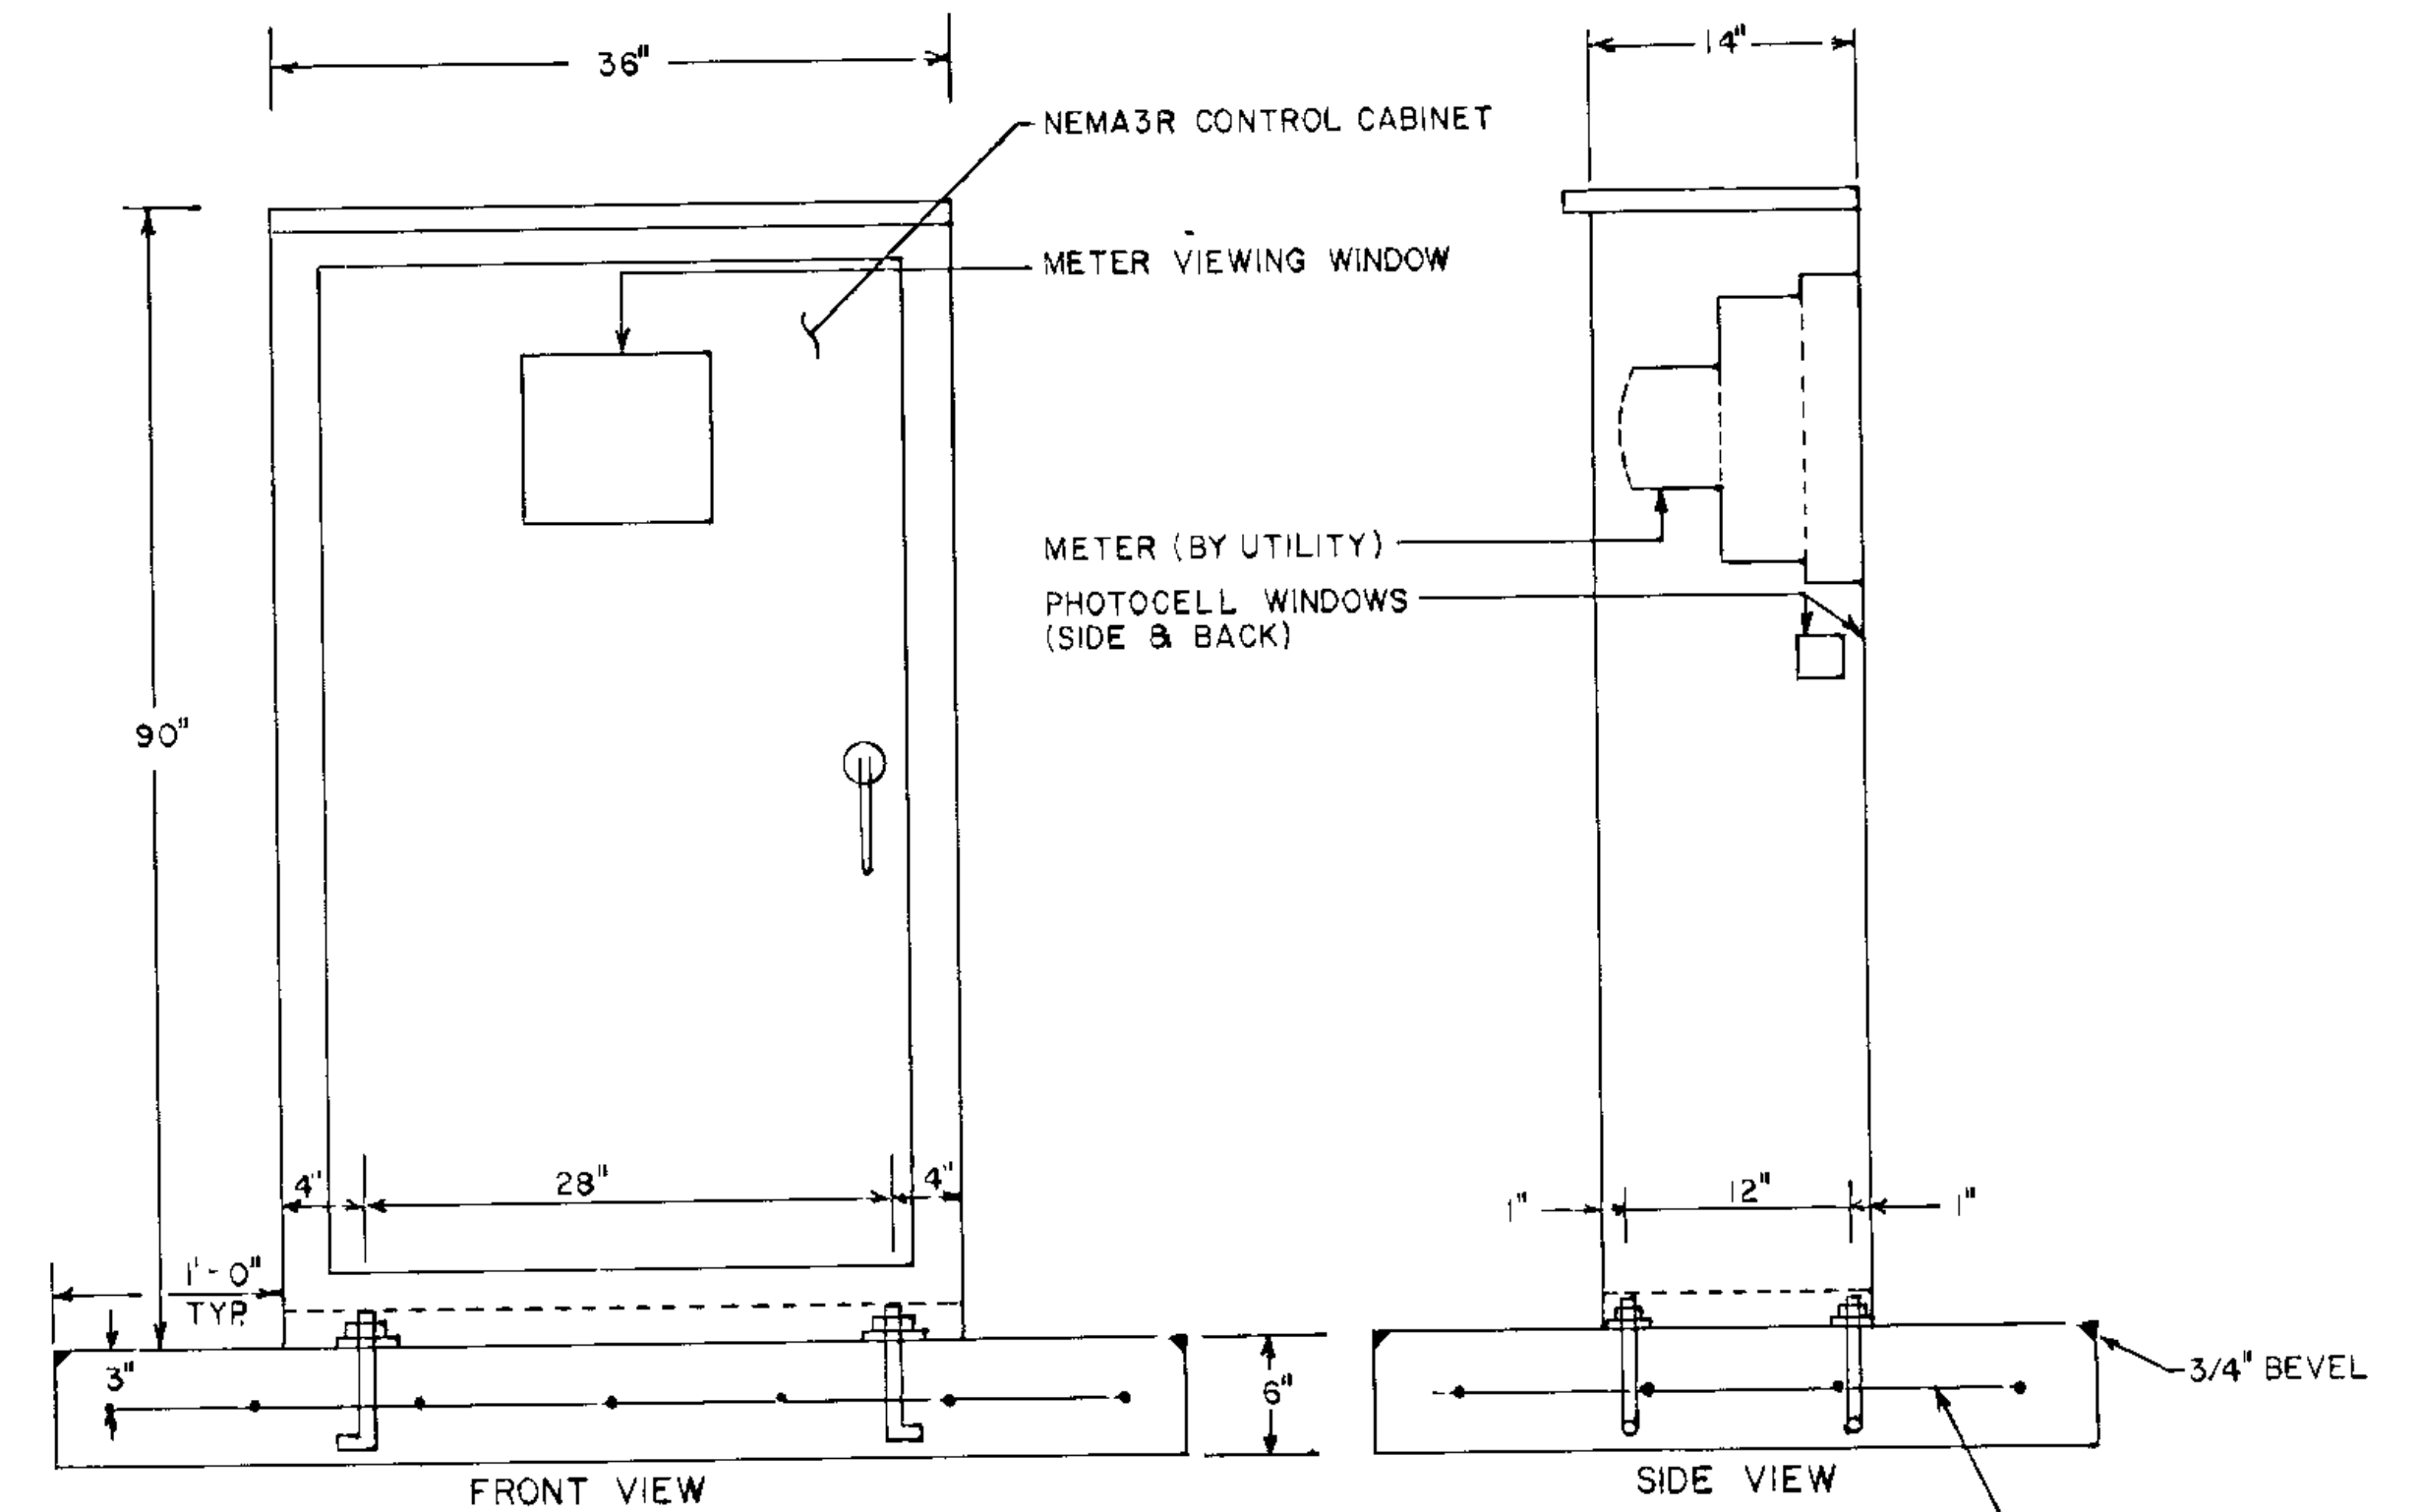 36"
14"
NEMA3R CONTROL CABINET
METER VIEWING WINDOW
METER (BY UTILITY)
PHOTOCELL WINDOWS
(SIDE & BACK)
90"
4"
28"
4"
1"
12"
1"
1'-0"
TYP.
3"
6"
3/4" BEVEL
FRONT VIEW
SIDE VIEW